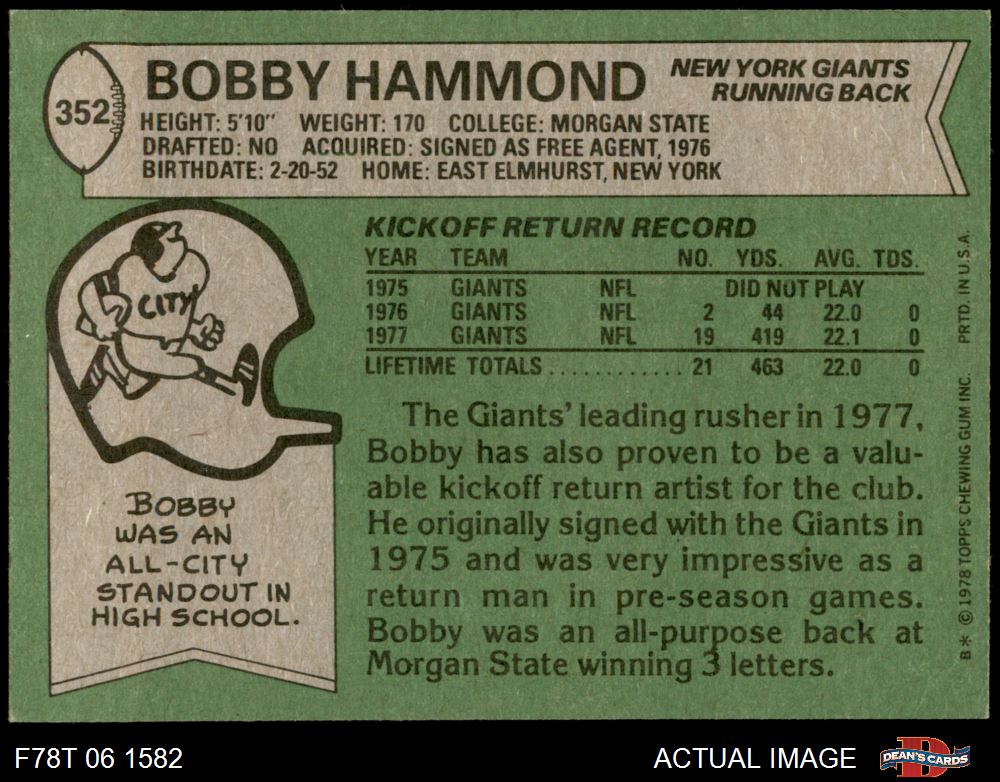 352
BOBBY HAMMOND
NEW YORK GIANTS
RUNNING BACK
HEIGHT: 5'10" WEIGHT: 170 COLLEGE: MORGAN STATE
DRAFTED: NO ACQUIRED: SIGNED AS FREE AGENT, 1976
BIRTHDATE: 2-20-52 HOME: EAST ELMHURST, NEW YORK
CITY
BOBBY
WAS AN
ALL-CITY
STANDOUT IN
HIGH SCHOOL.
KICKOFF RETURN RECORD
YEAR TEAM NO. YDS. AVG. TDS.
1975 GIANTS NFL DID NOT PLAY
1976 GIANTS NFL 2 44 22.0 0
1977 GIANTS NFL 19 419 22.1 0
LIFETIME TOTALS............ 21 463 22.0 0
The Giants' leading rusher in 1977,
Bobby has also proven to be a valu-
able kickoff return artist for the club.
He originally signed with the Giants in
1975 and was very impressive as a
return man in pre-season games.
Bobby was an all-purpose back at
Morgan State winning 3 letters.
B* © 1978 TOPPS CHEWING GUM INC. PRTD. IN U.S.A.
F78T 06 1582
ACTUAL IMAGE
D
DEAN'S CARDS